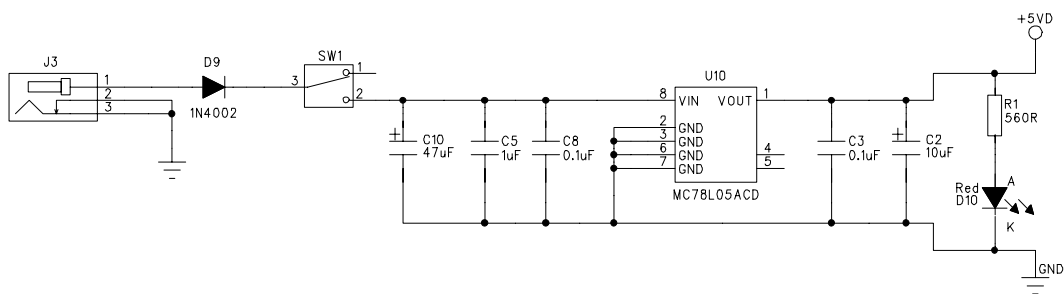 +5VD
J3
D9
SW1
1
2
3
1N4002
3
1
2
U10
8 VIN VOUT 1
2 GND
3 GND
6 GND 4
7 GND 5
MC78L05ACD
C10
47uF
C5
1uF
C8
0.1uF
C3
0.1uF
C2
10uF
R1
560R
Red
D10
A
K
GND